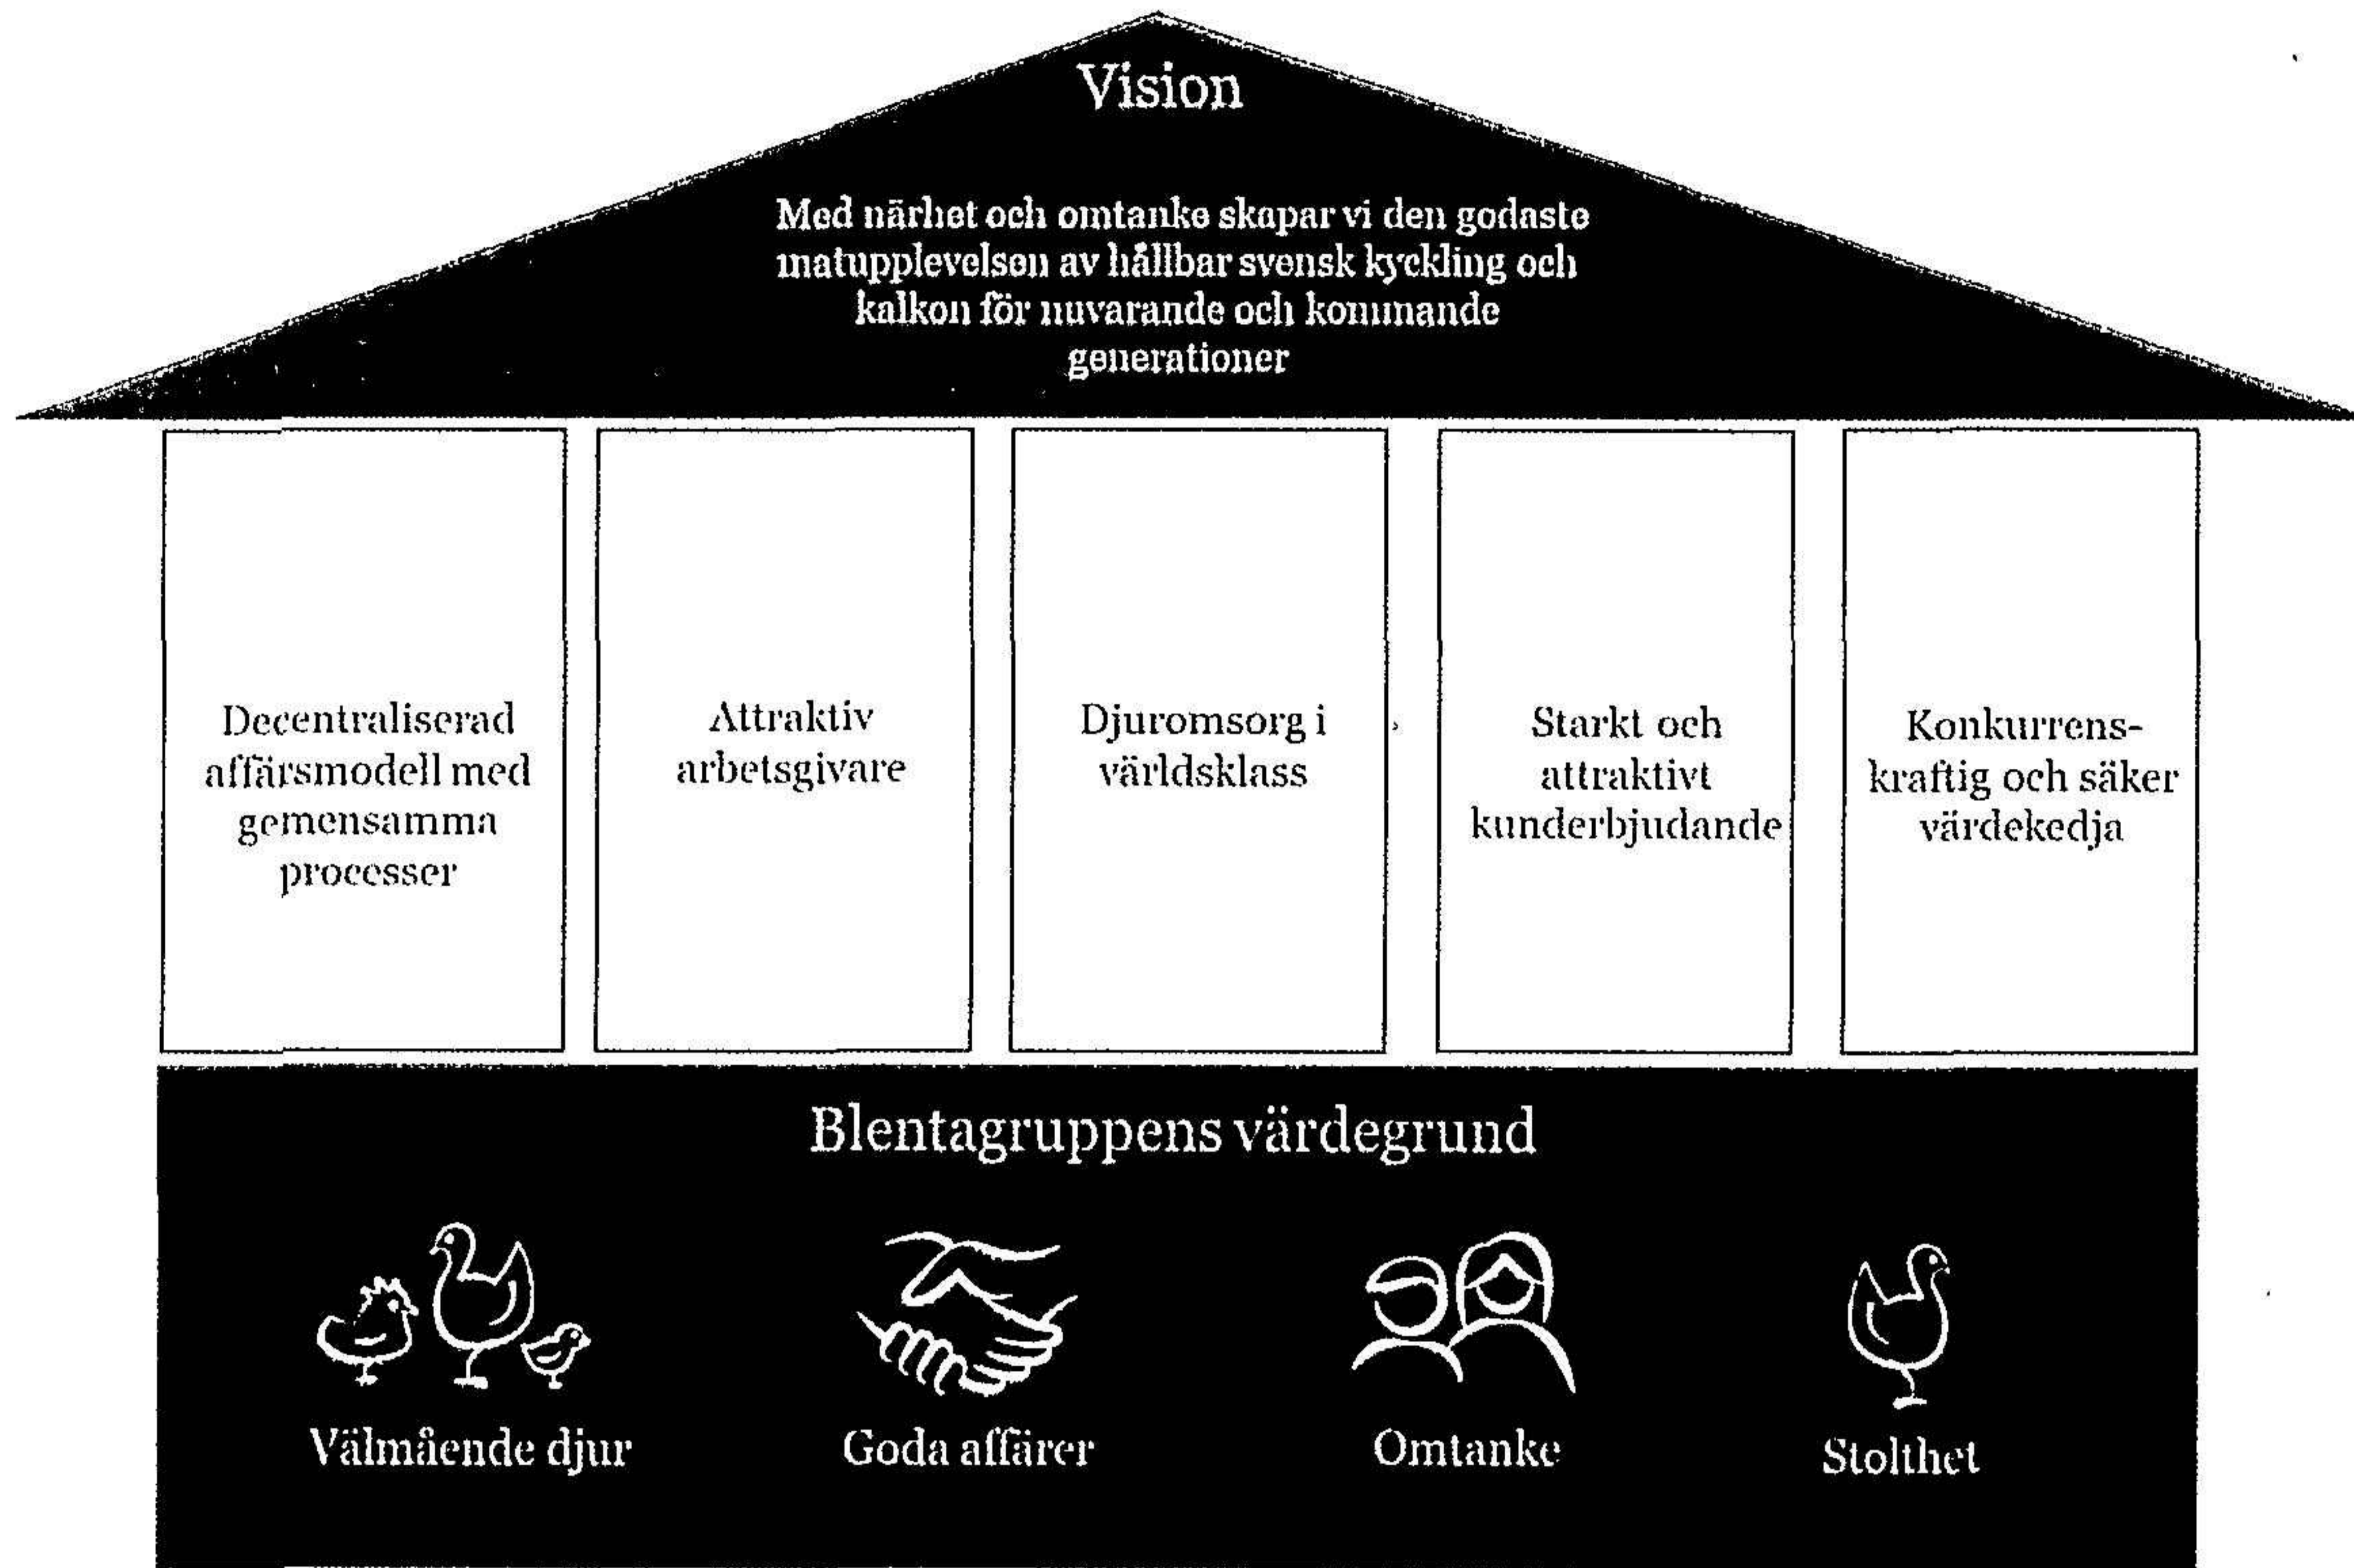 Vision
Med närhet och omtanke skapar vi den godaste
matupplevelsen av hållbar svensk kyckling och
kalkon för nuvarande och kommande
generationer
Decentraliserad
affärsmodell med
gemensamma
processer
Attraktiv
arbetsgivare
Djuromsorg i
världsklass
Starkt och
attraktivt
kunderbjudande
Konkurrens-
kraftig och säker
värdekedja
Blentagruppens värdegrund
Välmående djur
Goda affärer
Omtanke
Stolthet